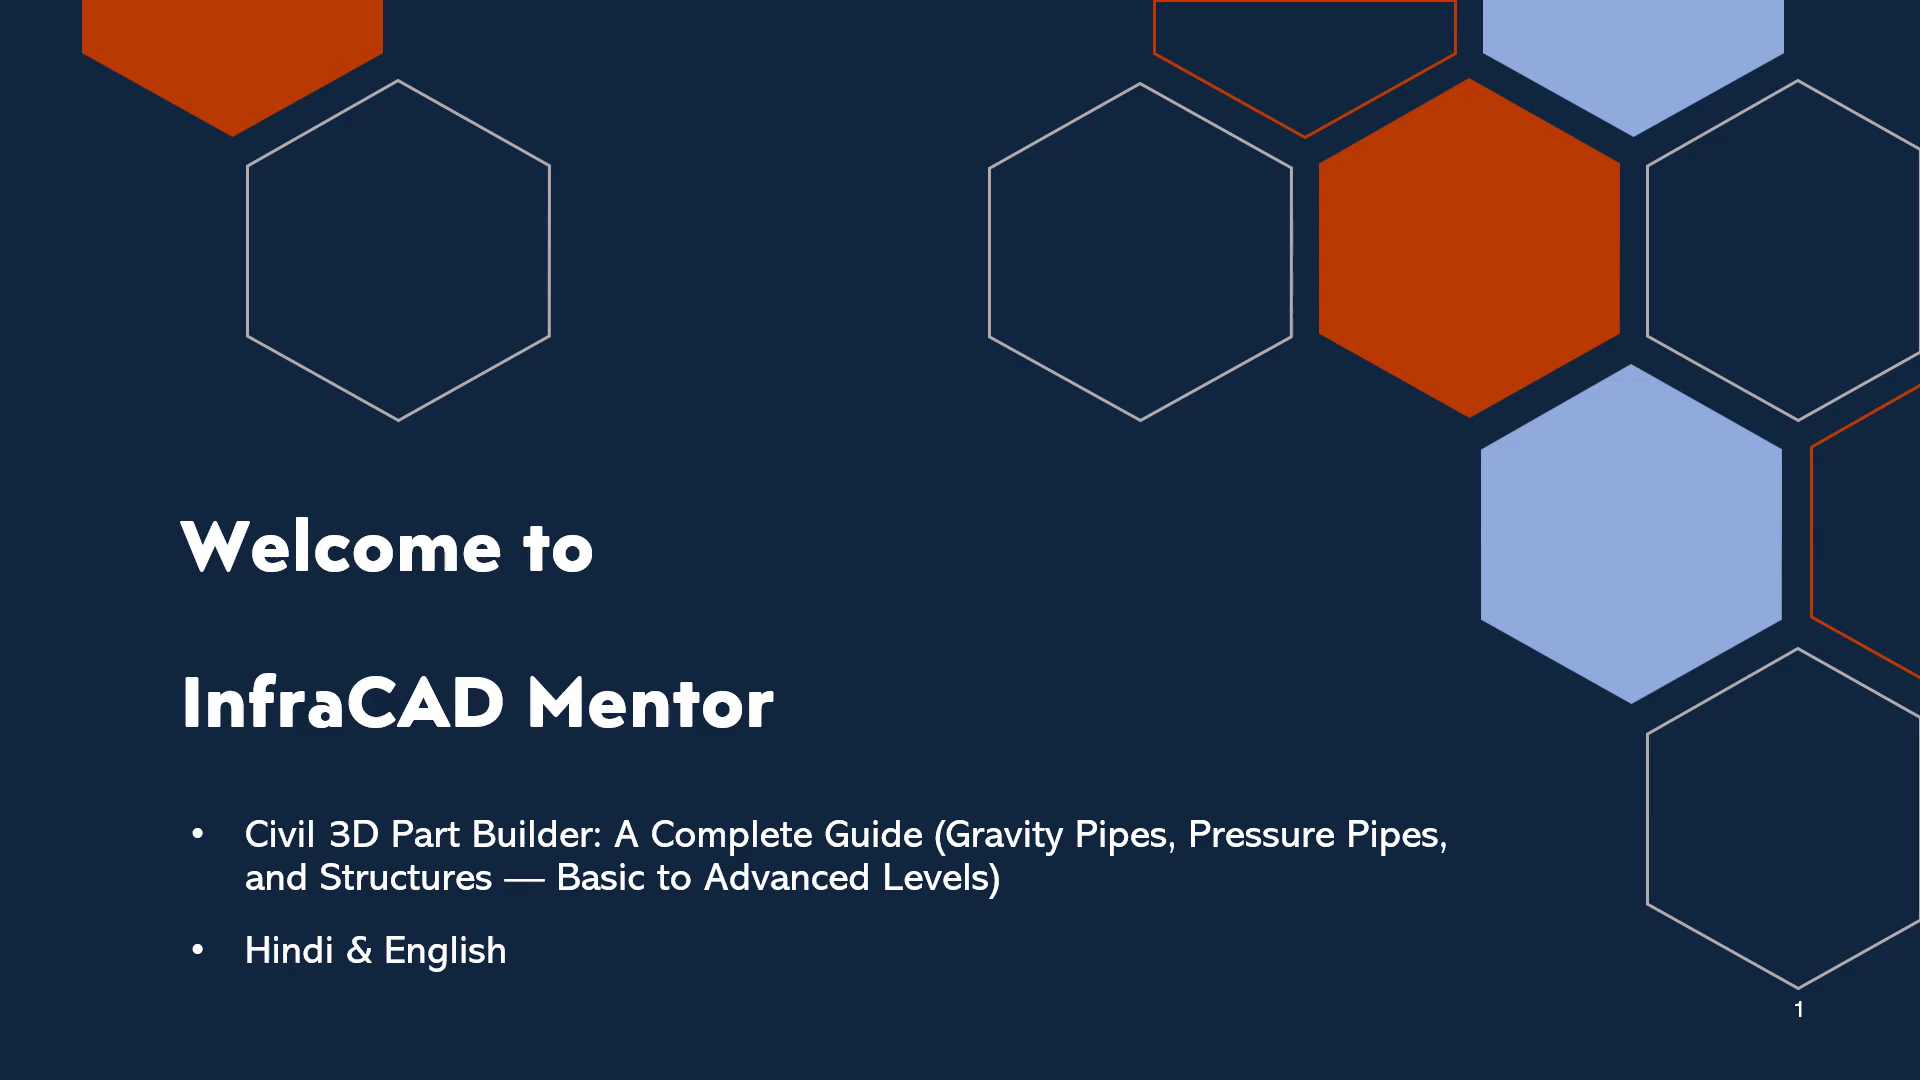 Welcome to
InfraCAD Mentor
• Civil 3D Part Builder: A Complete Guide (Gravity Pipes, Pressure Pipes,
and Structures — Basic to Advanced Levels)
• Hindi & English
1